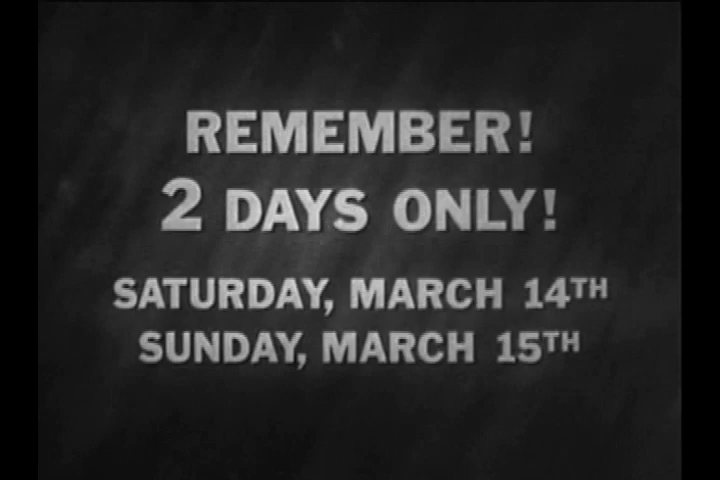 REMEMBER!
2 DAYS ONLY!
SATURDAY, MARCH 14TH
SUNDAY, MARCH 15TH